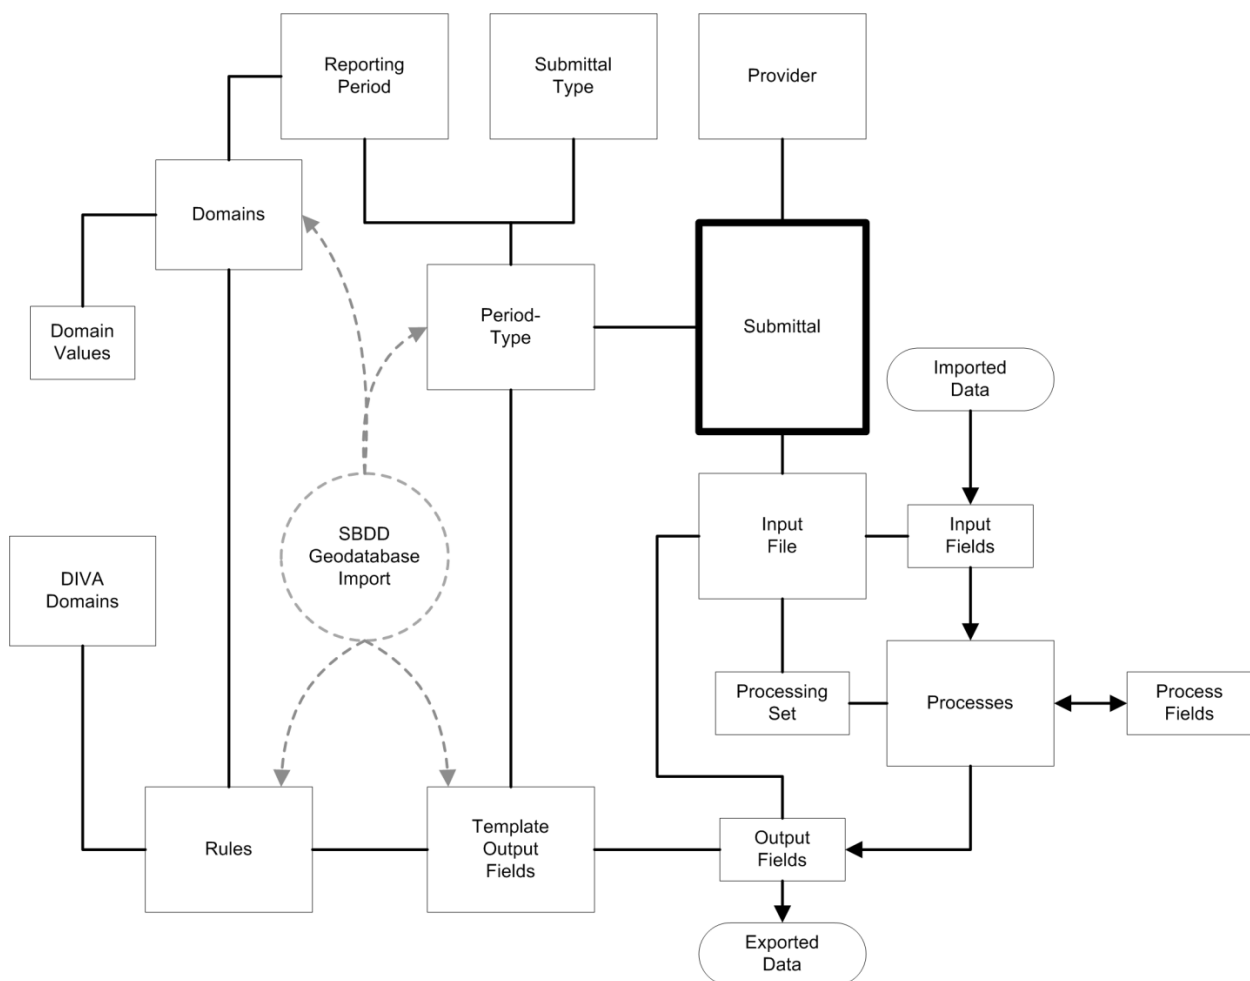 Reporting
Period
Submittal
Type
Provider
Domains
Domain
Values
Period-
Type
Submittal
Imported
Data
SBDD
Geodatabase
Import
Input
File
Input
Fields
DIVA
Domains
Processing
Set
Processes
Process
Fields
Rules
Template
Output
Fields
Output
Fields
Exported
Data